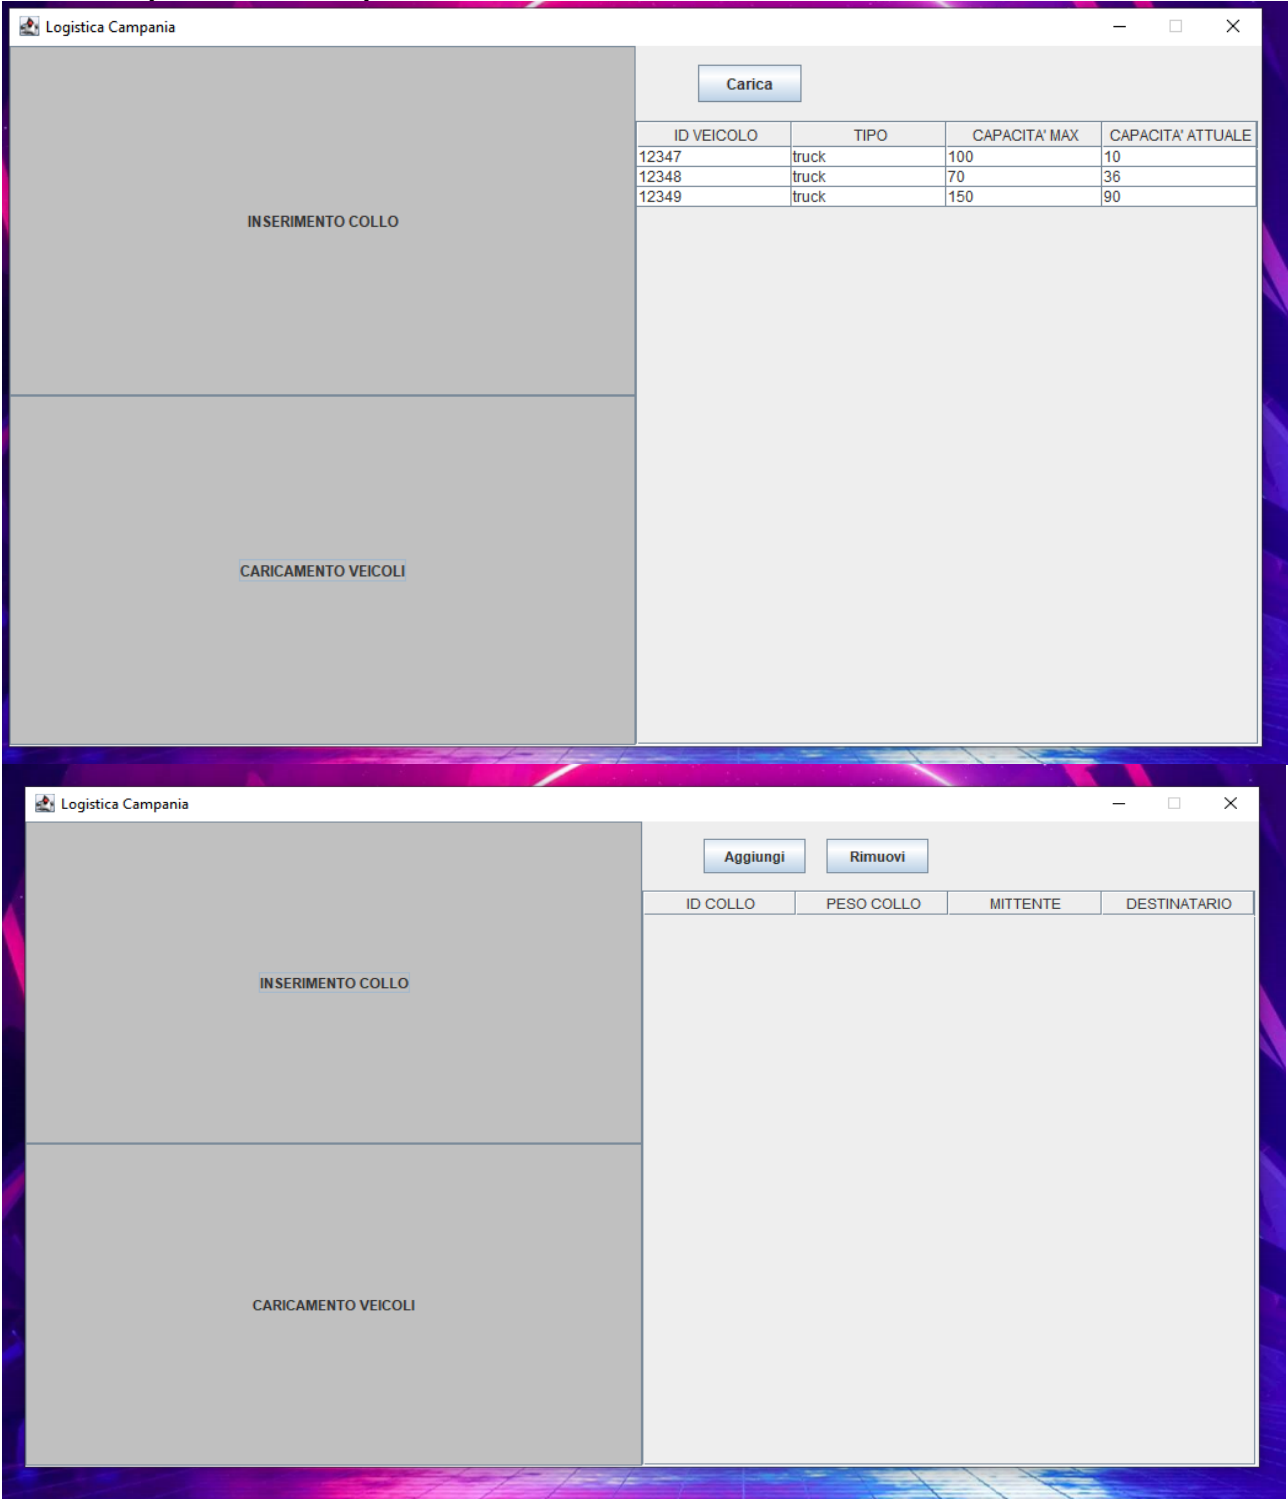 Logistica Campania
Carica
ID VEICOLO TIPO CAPACITA' MAX CAPACITA' ATTUALE
12347 truck 100 10
12348 truck 70 36
12349 truck 150 90
INSERIMENTO COLLO
CARICAMENTO VEICOLI
Logistica Campania
Aggiungi Rimuovi
ID COLLO PESO COLLO MITTENTE DESTINATARIO
INSERIMENTO COLLO
CARICAMENTO VEICOLI